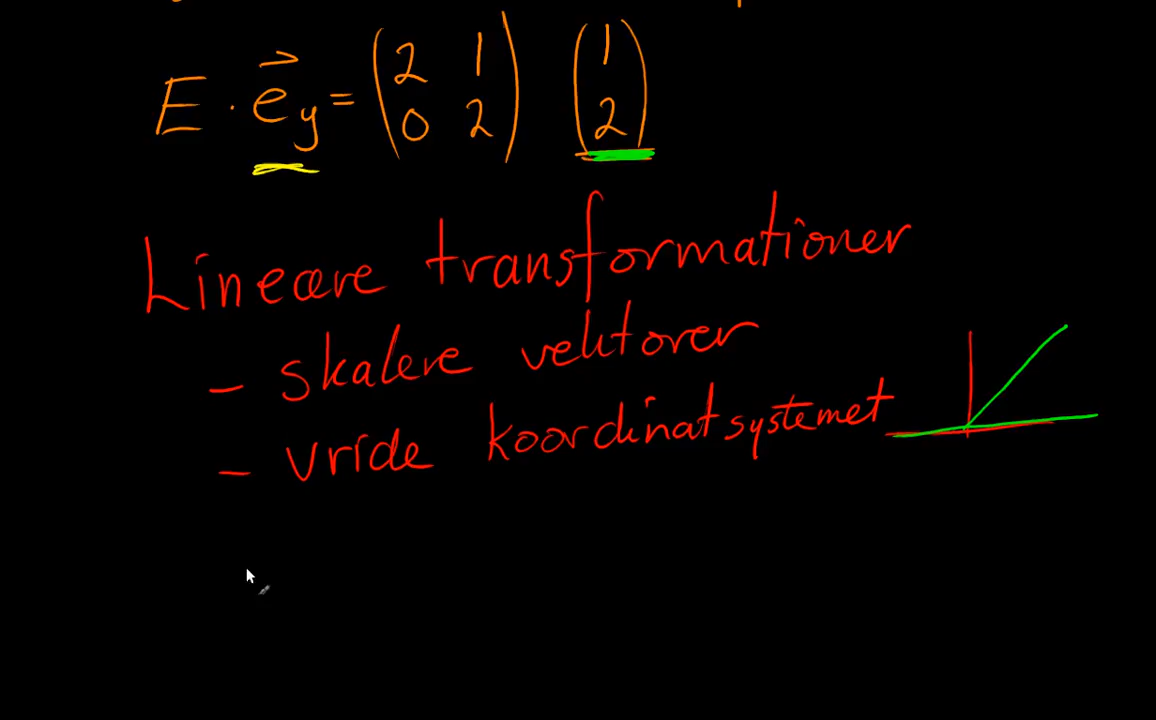 E · e⃗y = (2 1) (1)
(0 2) (2)
Lineære transformationer
- skalere vektorer
- vride koordinatsystemet